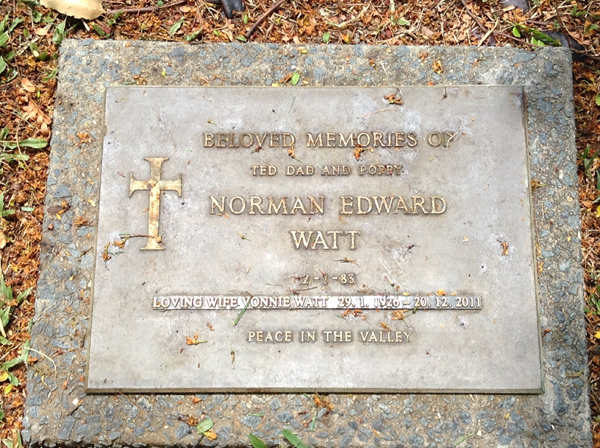 BELOVED MEMORIES OF
TED DAD AND POPPY
NORMAN EDWARD
WATT
LOVING WIFE VONNIE WATT 29. 1. 1926 – 20. 12. 2011
PEACE IN THE VALLEY